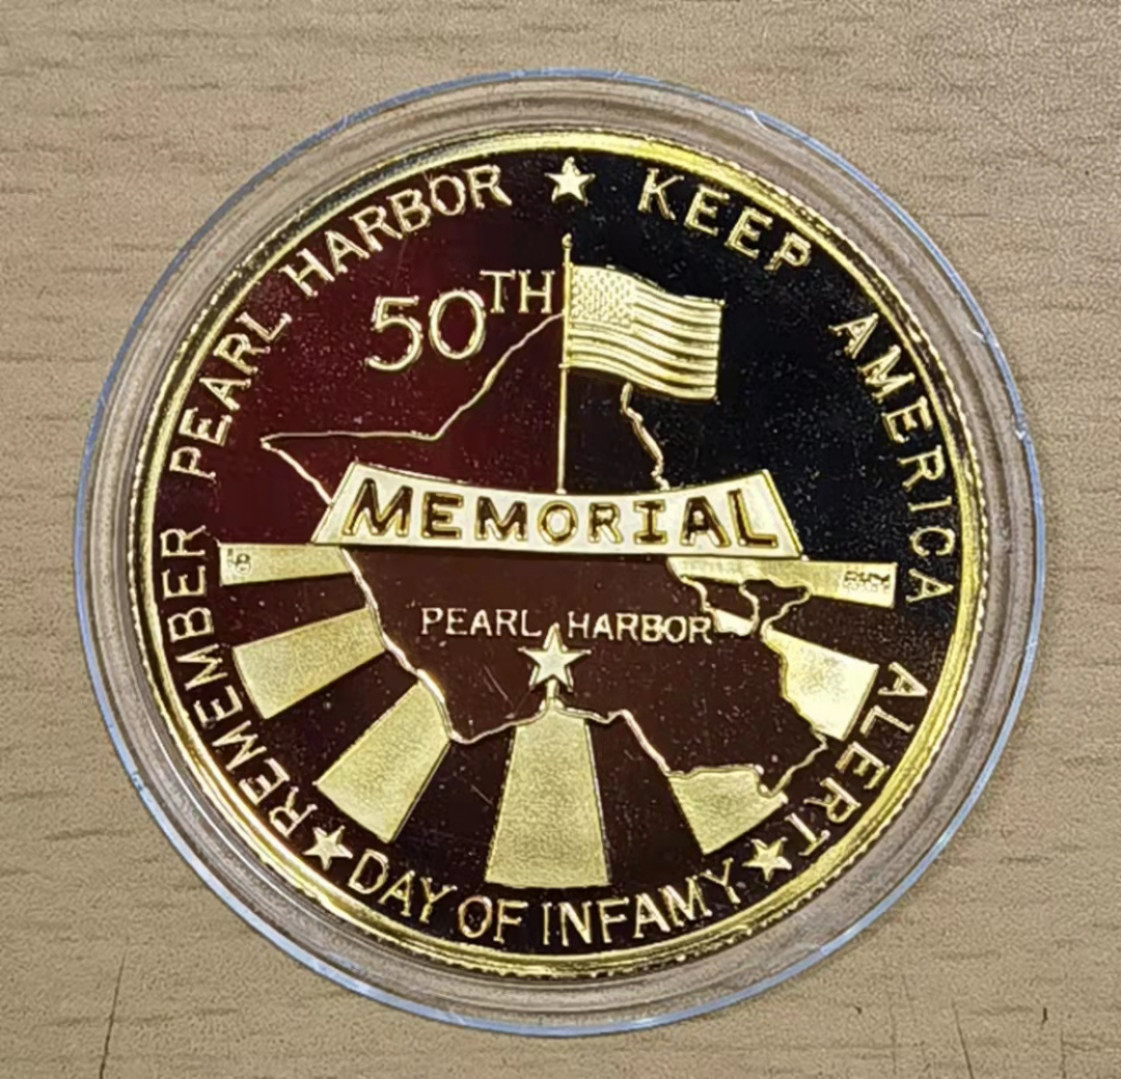 REMEMBER PEARL HARBOR ★ KEEP AMERICA ALERT ★ DAY OF INFAMY ★
50TH
MEMORIAL
PEARL HARBOR